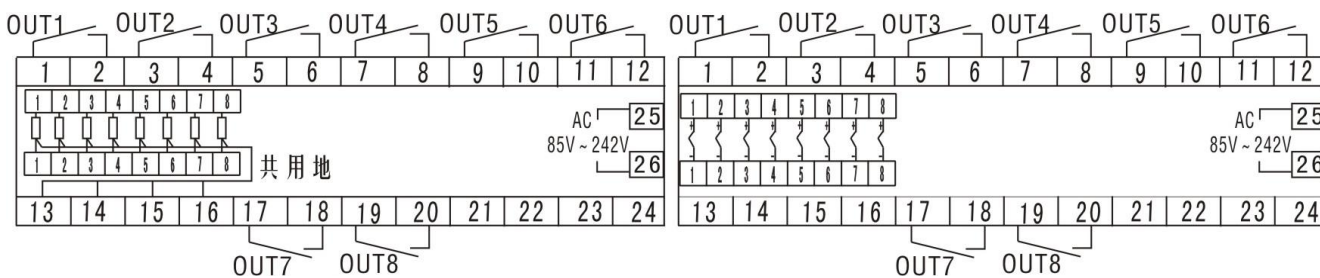 OUT1 OUT2 OUT3 OUT4 OUT5 OUT6 OUT1 OUT2 OUT3 OUT4 OUT5 OUT6
1 2 3 4 5 6 7 8 9 10 11 12 1 2 3 4 5 6 7 8 9 10 11 12
1 2 3 4 5 6 7 8 1 2 3 4 5 6 7 8
AC 25 AC 25
85V~242V 85V~242V
1 2 3 4 5 6 7 8 共用地 26 1 2 3 4 5 6 7 8 26
13 14 15 16 17 18 19 20 21 22 23 24 13 14 15 16 17 18 19 20 21 22 23 24
OUT7 OUT8 OUT7 OUT8